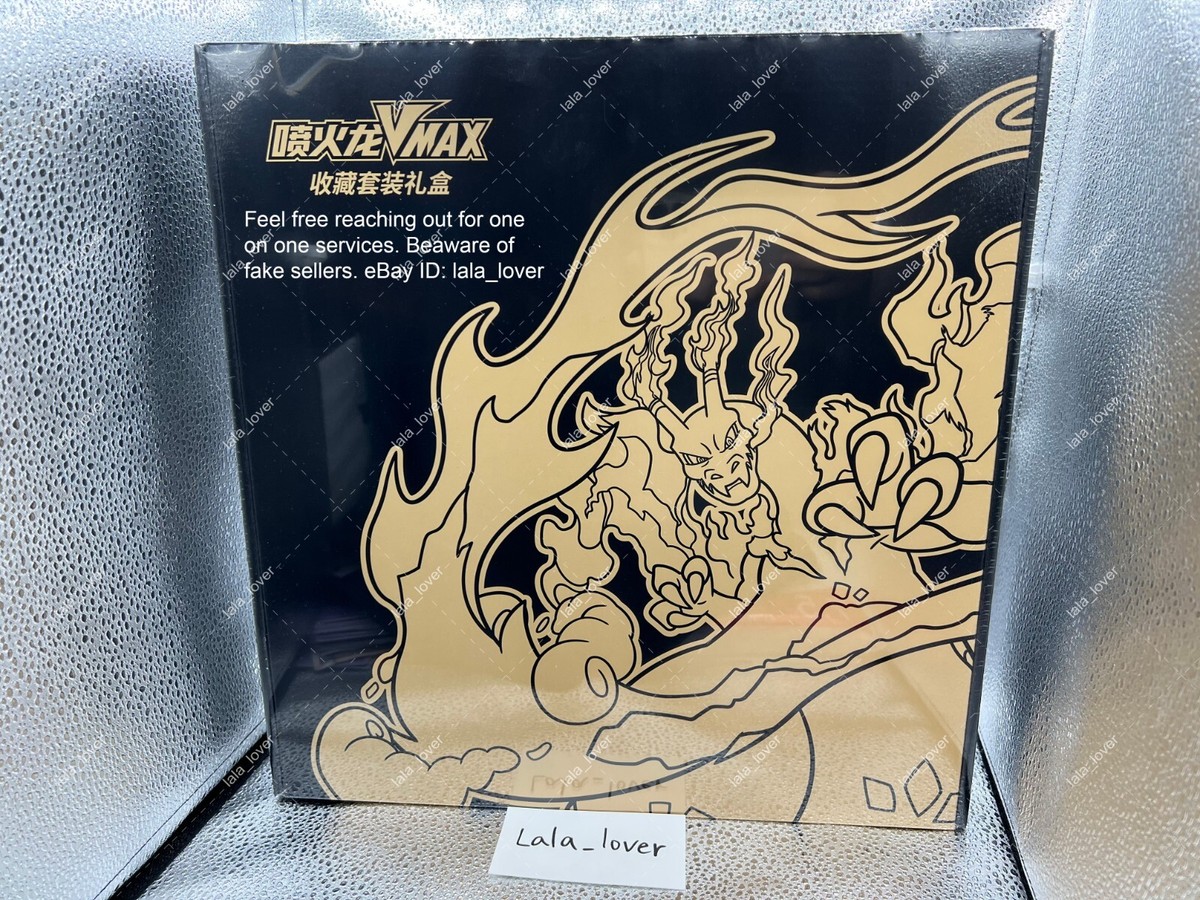 喷火龙VMAX
收藏套装礼盒
Feel free reaching out for one
on one services. Beaware of
fake sellers. eBay ID: lala_lover
Lala_lover
lala_lover